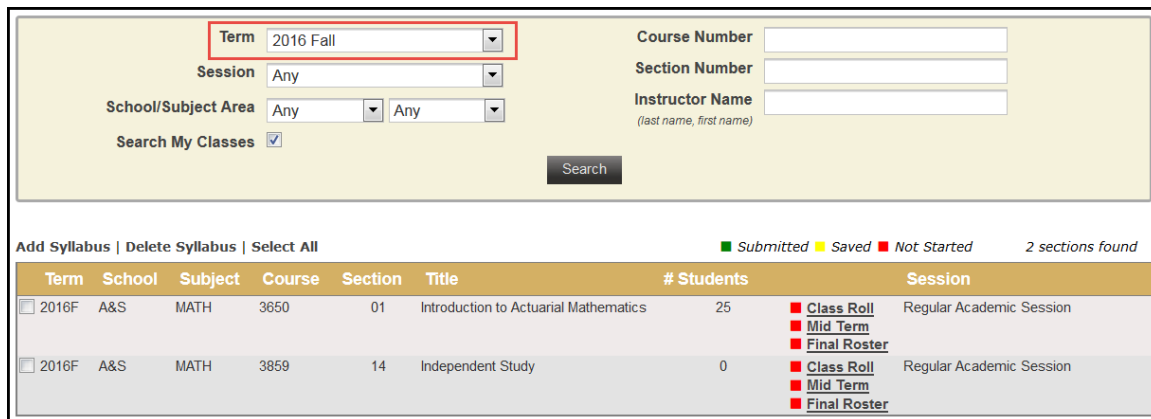 Term 2016 Fall
Session Any
School/Subject Area Any Any
Search My Classes
Course Number
Section Number
Instructor Name
(last name, first name)
Search
Add Syllabus | Delete Syllabus | Select All
Submitted Saved Not Started 2 sections found
Term School Subject Course Section Title # Students Session
2016F A&S MATH 3650 01 Introduction to Actuarial Mathematics 25 Class Roll Regular Academic Session
Mid Term
Final Roster
2016F A&S MATH 3859 14 Independent Study 0 Class Roll Regular Academic Session
Mid Term
Final Roster